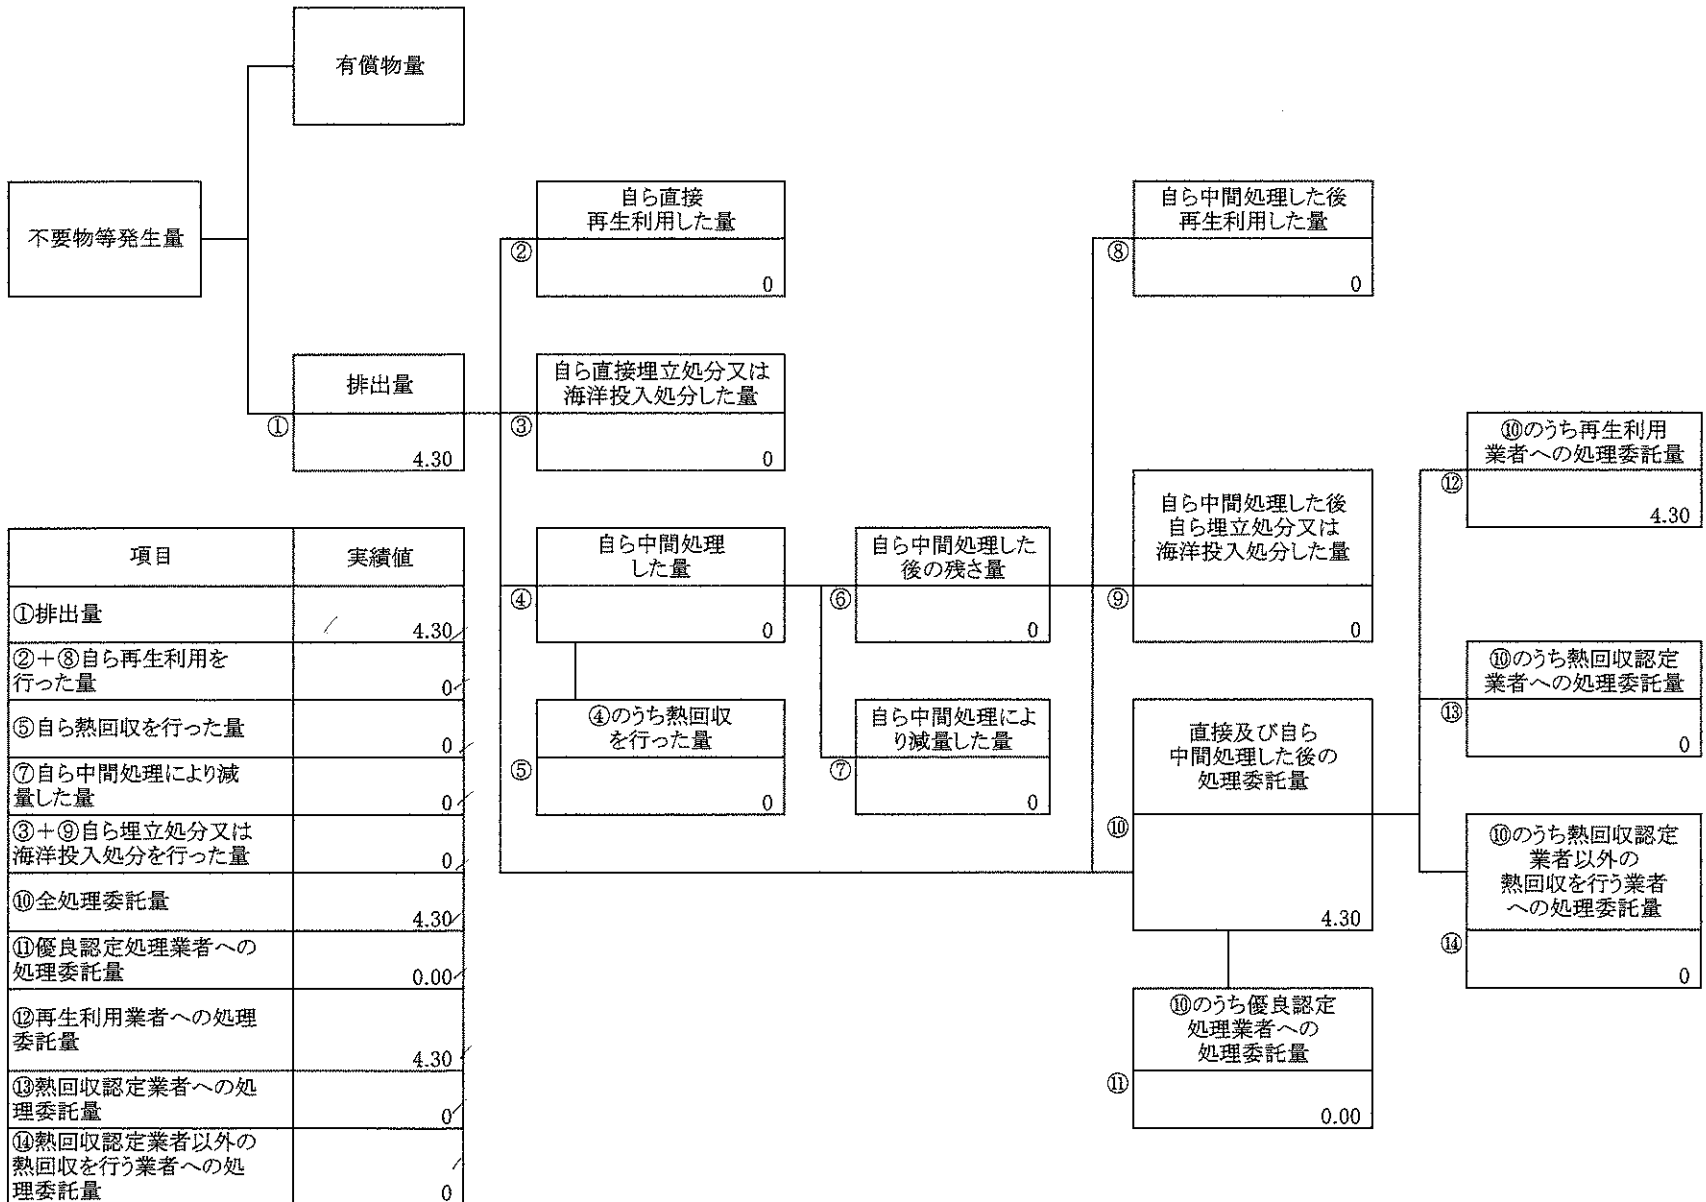 有償物量
不要物等発生量
排出量
①
4.30
自ら直接
再生利用した量
②
0
自ら直接埋立処分又は
海洋投入処分した量
③
0
自ら中間処理
した量
④
0
④のうち熱回収
を行った量
⑤
0
自ら中間処理した
後の残さ量
⑥
0
自ら中間処理によ
り減量した量
⑦
0
自ら中間処理した後
再生利用した量
⑧
0
自ら中間処理した後
自ら埋立処分又は
海洋投入処分した量
⑨
0
直接及び自ら
中間処理した後の
処理委託量
⑩
4.30
⑩のうち優良認定
処理業者への
処理委託量
⑪
0.00
⑩のうち再生利用
業者への処理委託量
⑫
4.30
⑩のうち熱回収認定
業者への処理委託量
⑬
0
⑩のうち熱回収認定
業者以外の
熱回収を行う業者
への処理委託量
⑭
0
項目 実績値
①排出量
4.30
②+⑧自ら再生利用を
行った量
0
⑤自ら熱回収を行った量
0
⑦自ら中間処理により減
量した量
0
③+⑨自ら埋立処分又は
海洋投入処分を行った量
0
⑩全処理委託量
4.30
⑪優良認定処理業者への
処理委託量
0.00
⑫再生利用業者への処理
委託量
4.30
⑬熱回収認定業者への処
理委託量
0
⑭熱回収認定業者以外の
熱回収を行う業者への処
理委託量
0